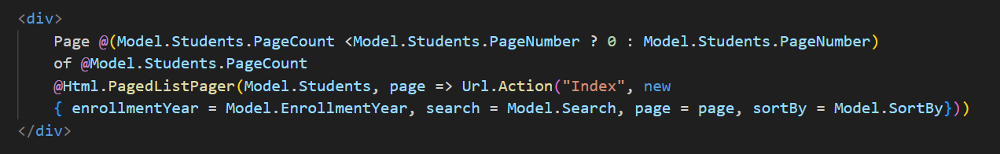 <div>
Page @(Model.Students.PageCount <Model.Students.PageNumber ? 0 : Model.Students.PageNumber)
of @Model.Students.PageCount
@Html.PagedListPager(Model.Students, page => Url.Action("Index", new
{ enrollmentYear = Model.EnrollmentYear, search = Model.Search, page = page, sortBy = Model.SortBy}))
</div>